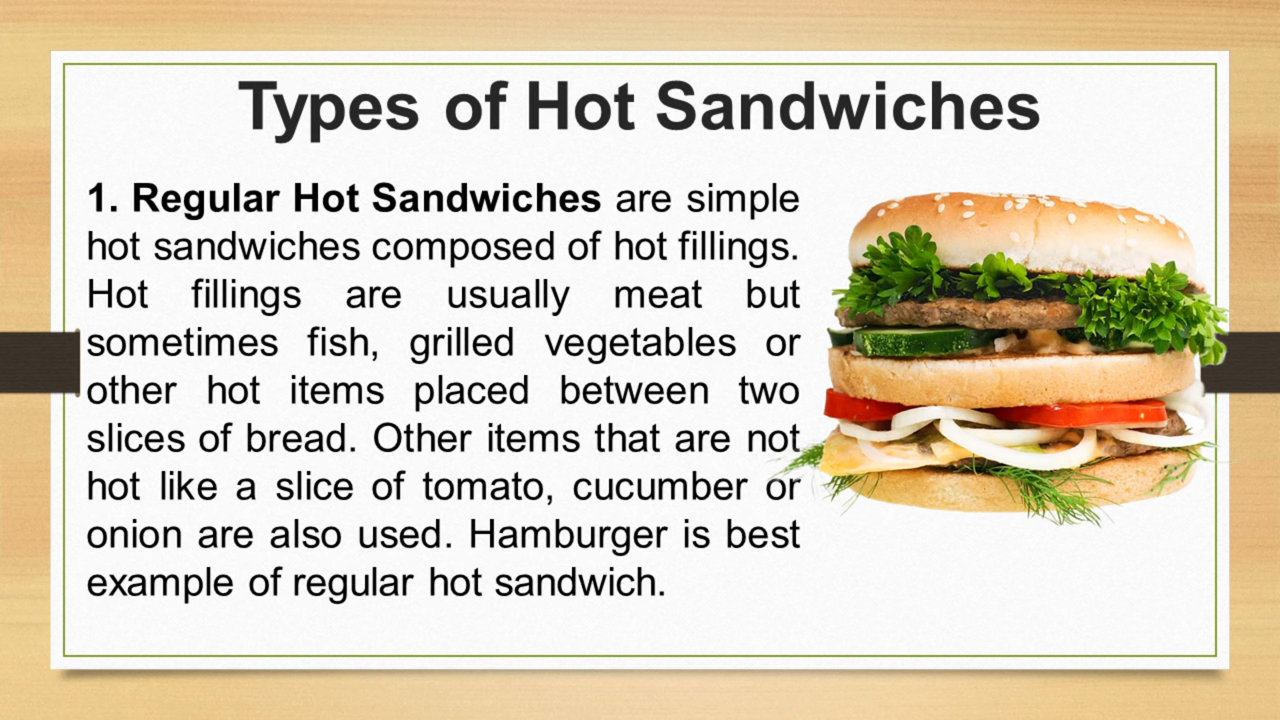 Types of Hot Sandwiches
1. Regular Hot Sandwiches are simple
hot sandwiches composed of hot fillings.
Hot fillings are usually meat but
sometimes fish, grilled vegetables or
other hot items placed between two
slices of bread. Other items that are not
hot like a slice of tomato, cucumber or
onion are also used. Hamburger is best
example of regular hot sandwich.